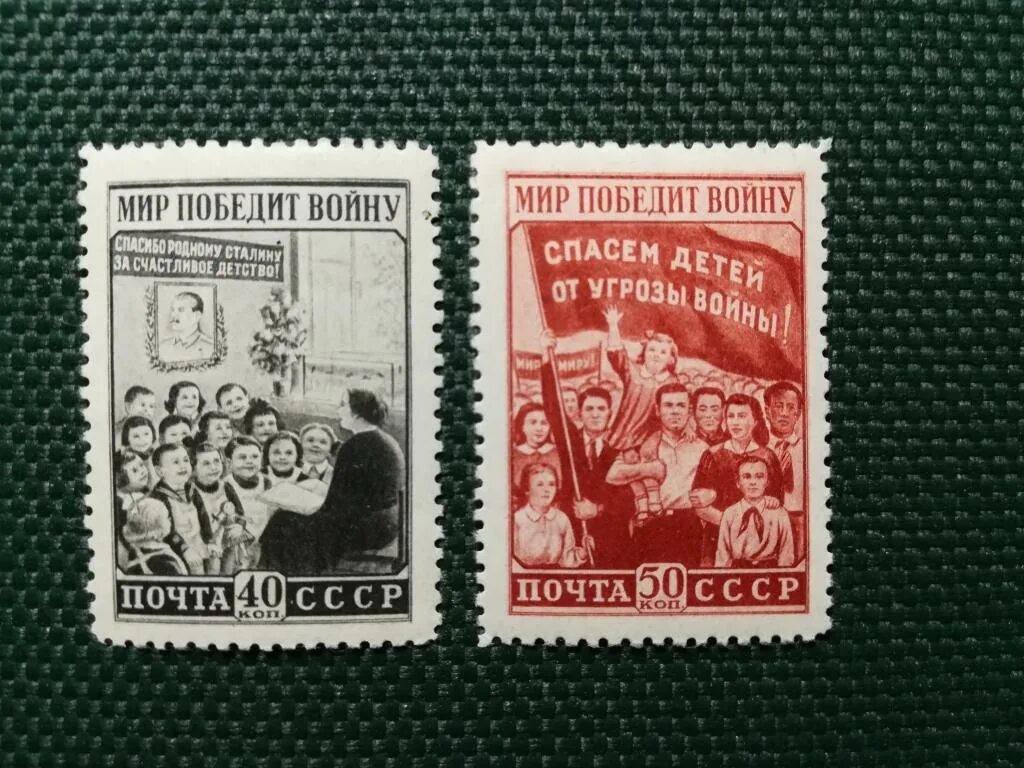 МИР ПОБЕДИТ ВОЙНУ
СПАСИБО РОДНОМУ СТАЛИНУ
ЗА СЧАСТЛИВОЕ ДЕТСТВО!
ПОЧТА 40 КОП. СССР
МИР ПОБЕДИТ ВОЙНУ
СПАСЕМ ДЕТЕЙ
ОТ УГРОЗЫ ВОЙНЫ!
МИР МИРУ!
ПОЧТА 50 КОП. СССР